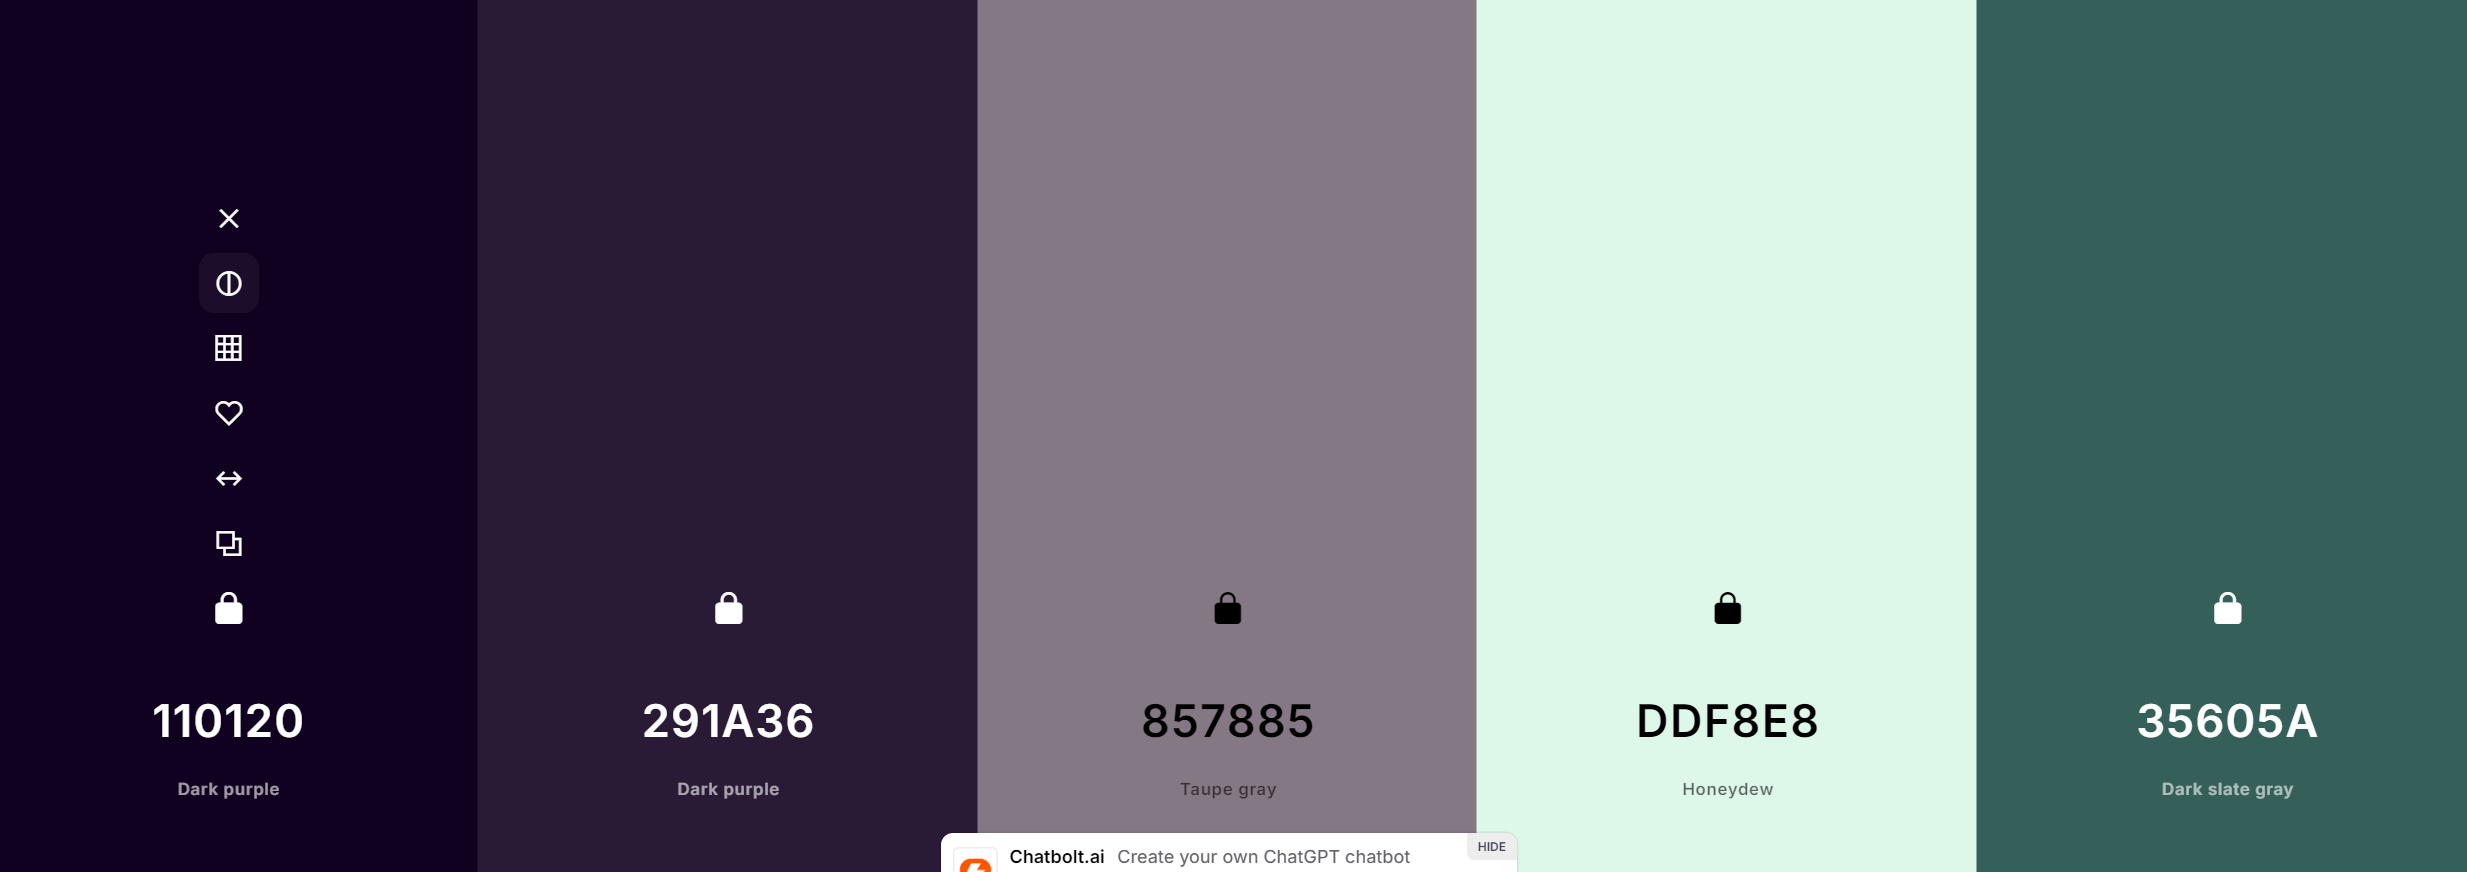 110120
Dark purple
291A36
Dark purple
857885
Taupe gray
DDF8E8
Honeydew
35605A
Dark slate gray
Chatbolt.ai Create your own ChatGPT chatbot
HIDE